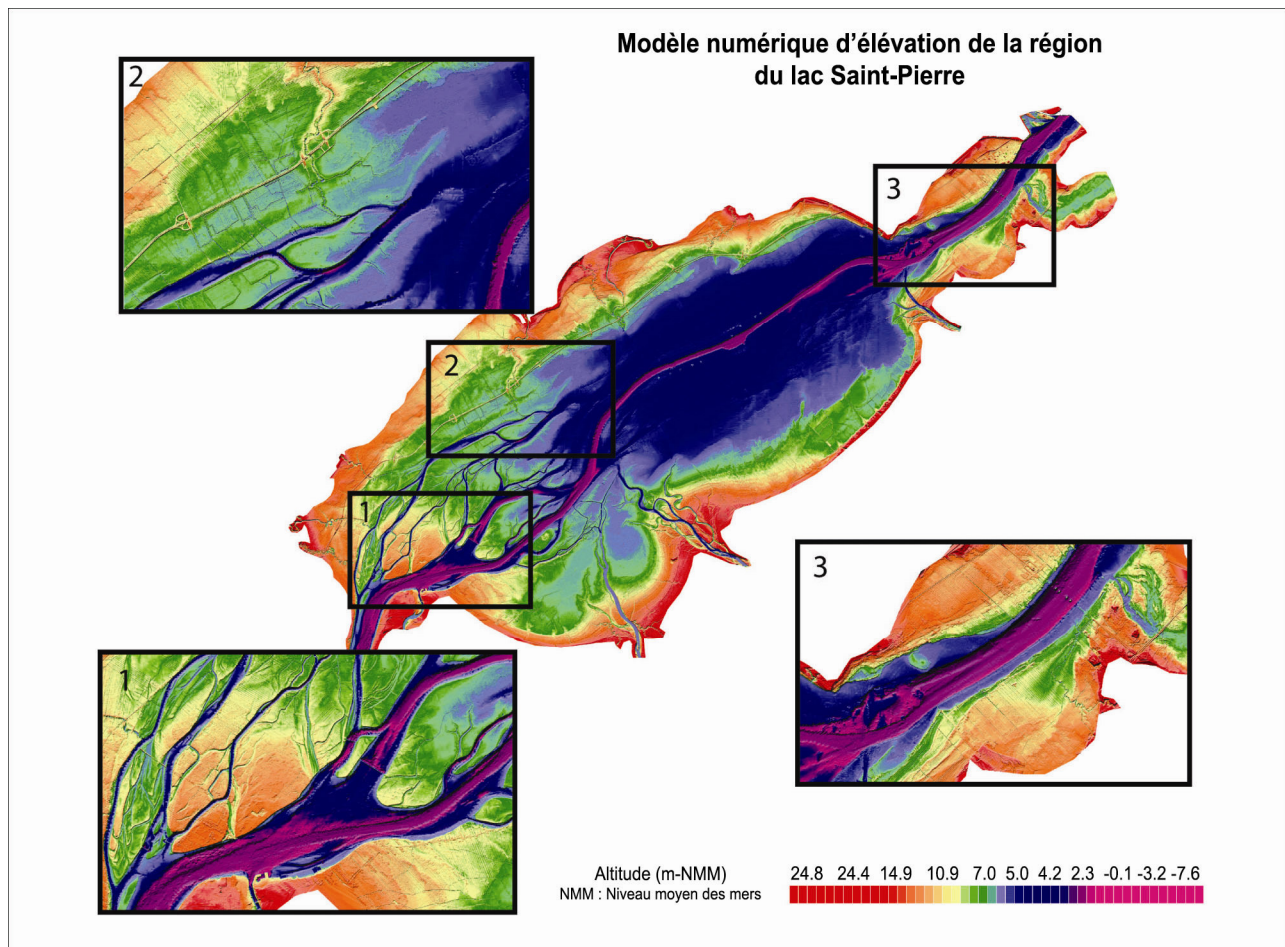 Modèle numérique d'élévation de la région
du lac Saint-Pierre
2
3
2
1
3
1
Altitude (m-NMM)
NMM : Niveau moyen des mers
24.8 24.4 14.9 10.9 7.0 5.0 4.2 2.3 -0.1 -3.2 -7.6